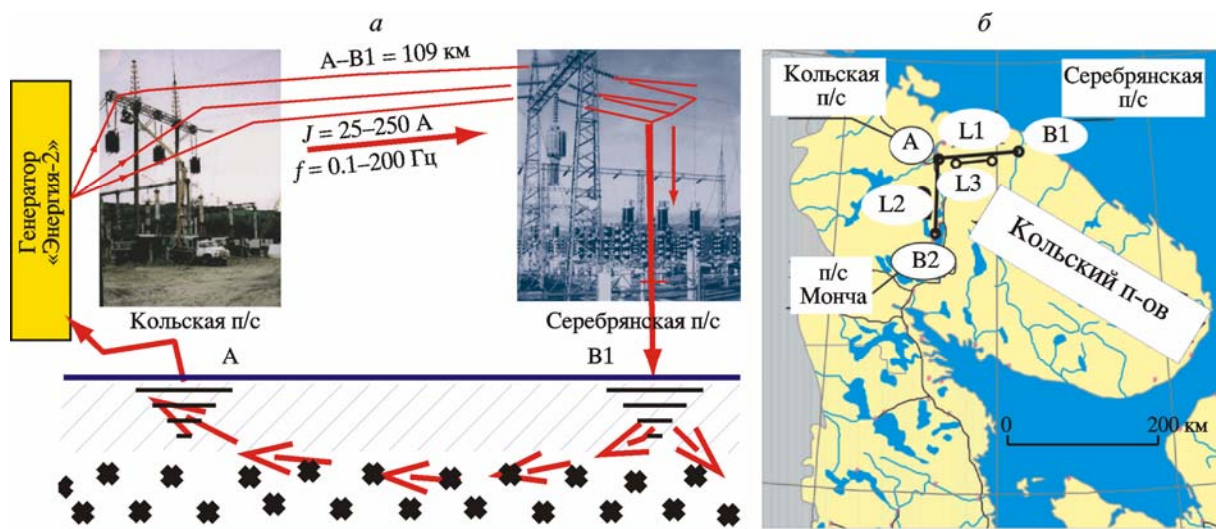 а
А–В1 = 109 км
J = 25–250 А
f = 0.1–200 Гц
Генератор
«Энергия-2»
Кольская п/с
Серебрянская п/с
А
В1
б
Кольская
п/с
Серебрянская
п/с
А
L1
В1
L2
L3
В2
п/с
Монча
Кольский п-ов
0
200 км